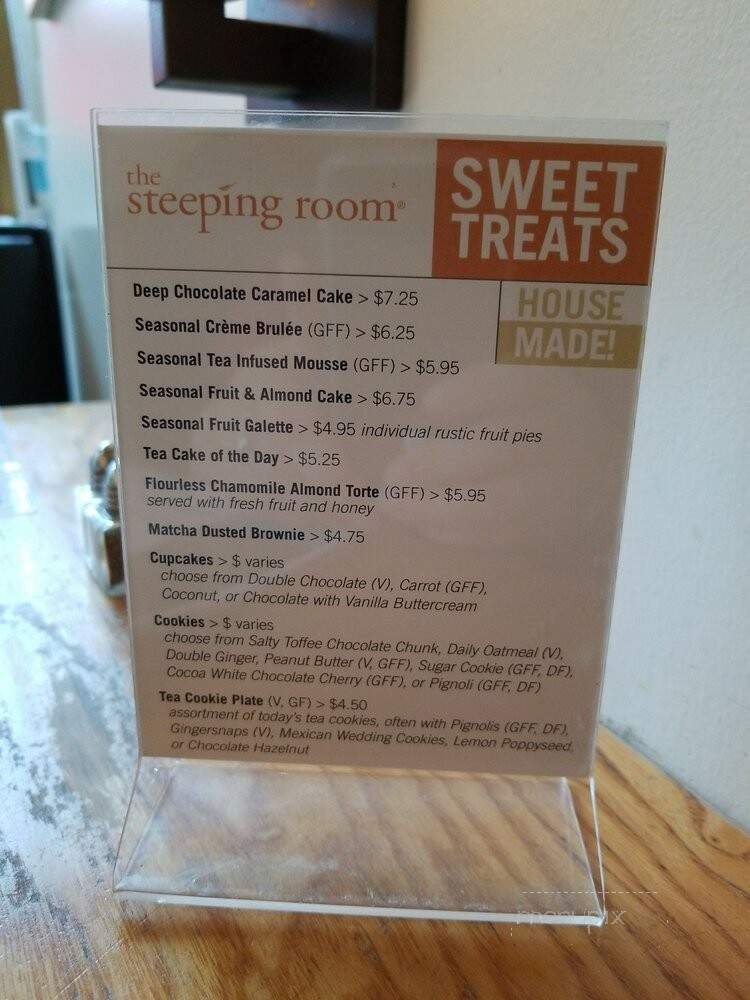 the
steeping room®
SWEET
TREATS
HOUSE
MADE!
Deep Chocolate Caramel Cake > $7.25
Seasonal Crème Brulée (GFF) > $6.25
Seasonal Tea Infused Mousse (GFF) > $5.95
Seasonal Fruit & Almond Cake > $6.75
Seasonal Fruit Galette > $4.95 individual rustic fruit pies
Tea Cake of the Day > $5.25
Flourless Chamomile Almond Torte (GFF) > $5.95
served with fresh fruit and honey
Matcha Dusted Brownie > $4.75
Cupcakes > $ varies
choose from Double Chocolate (V), Carrot (GFF),
Coconut, or Chocolate with Vanilla Buttercream
Cookies > $ varies
choose from Salty Toffee Chocolate Chunk, Daily Oatmeal (V),
Double Ginger, Peanut Butter (V, GFF), Sugar Cookie (GFF, DF),
Cocoa White Chocolate Cherry (GFF), or Pignoli (GFF, DF)
Tea Cookie Plate (V, GF) > $4.50
assortment of today's tea cookies, often with Pignolis (GFF, DF),
Gingersnaps (V), Mexican Wedding Cookies, Lemon Poppyseed,
or Chocolate Hazelnut
menupix